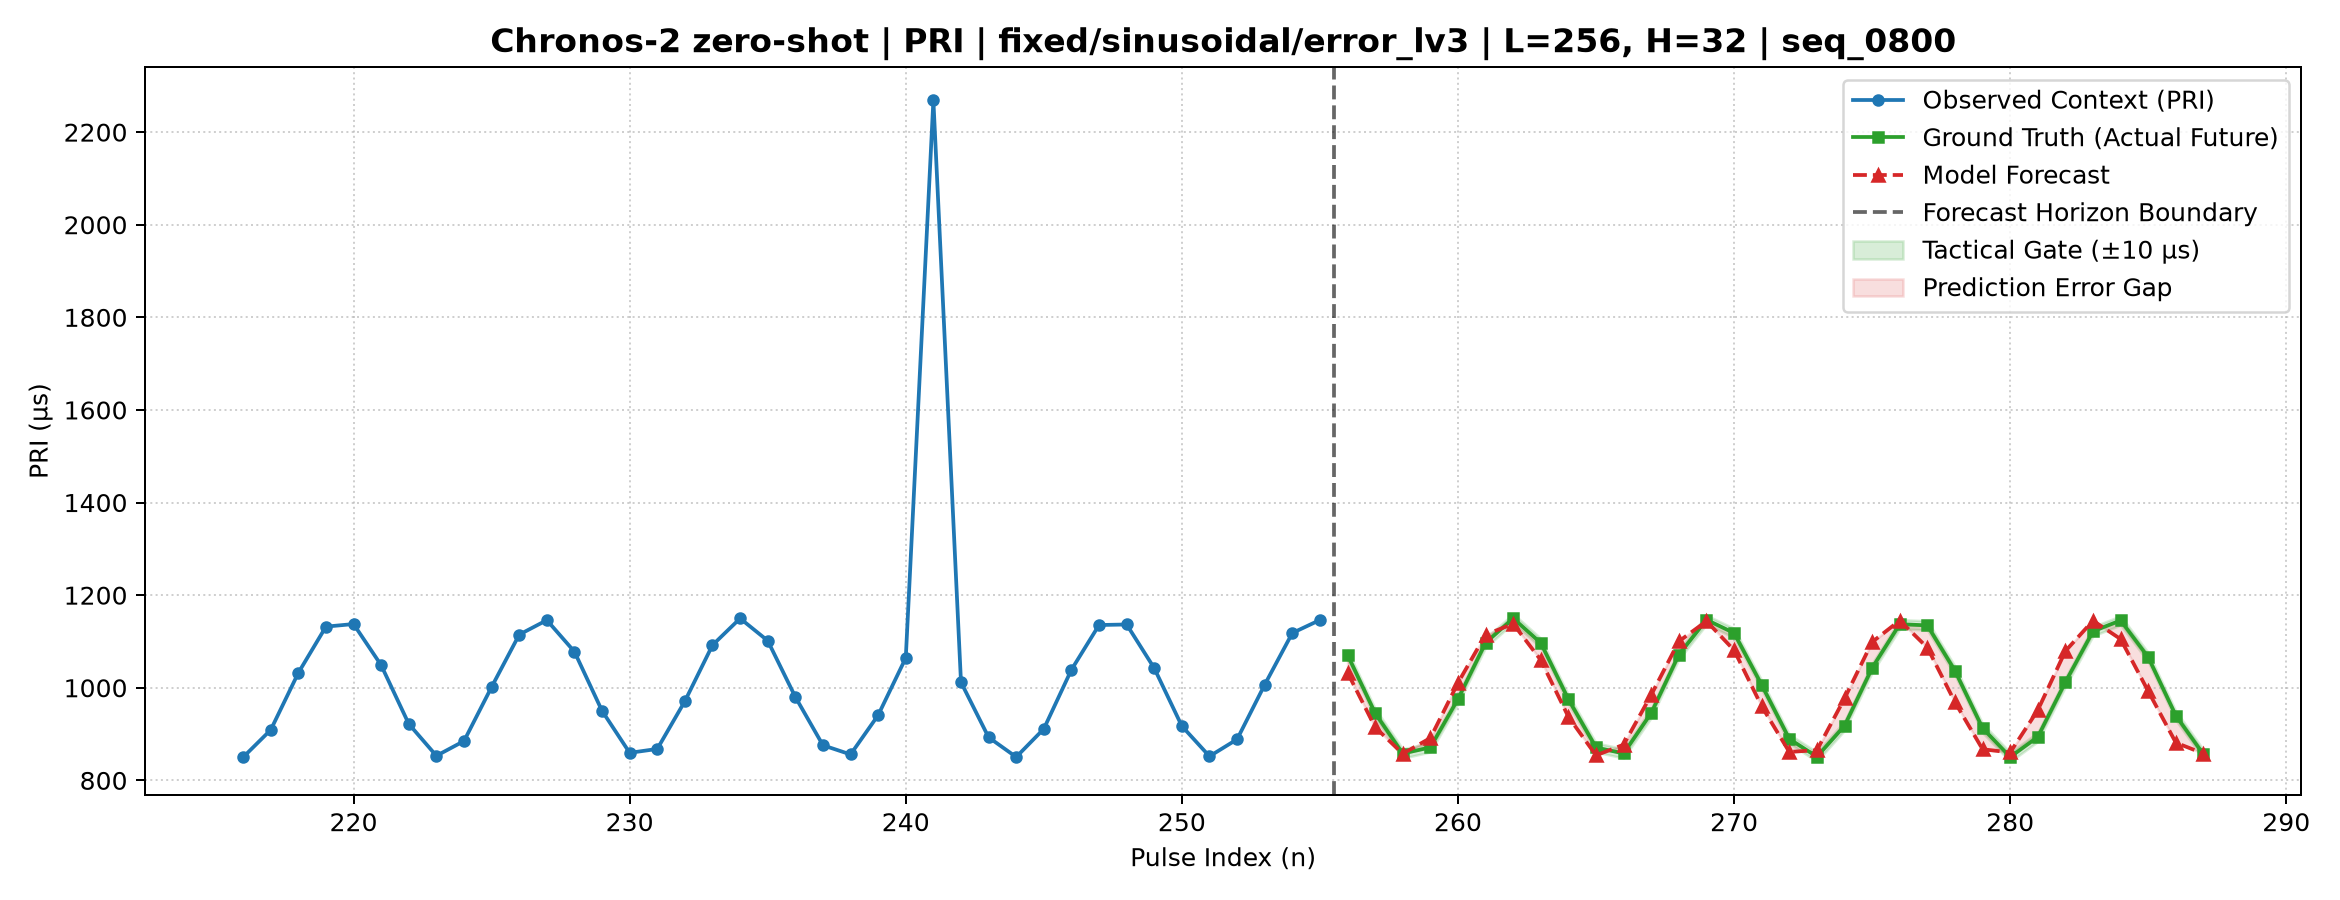 Chronos-2 zero-shot | PRI | fixed/sinusoidal/error_lv3 | L=256, H=32 | seq_0800
Observed Context (PRI)
Ground Truth (Actual Future)
Model Forecast
Forecast Horizon Boundary
Tactical Gate (±10 µs)
Prediction Error Gap
PRI (µs)
2200
2000
1800
1600
1400
1200
1000
800
220
230
240
250
260
270
280
290
Pulse Index (n)